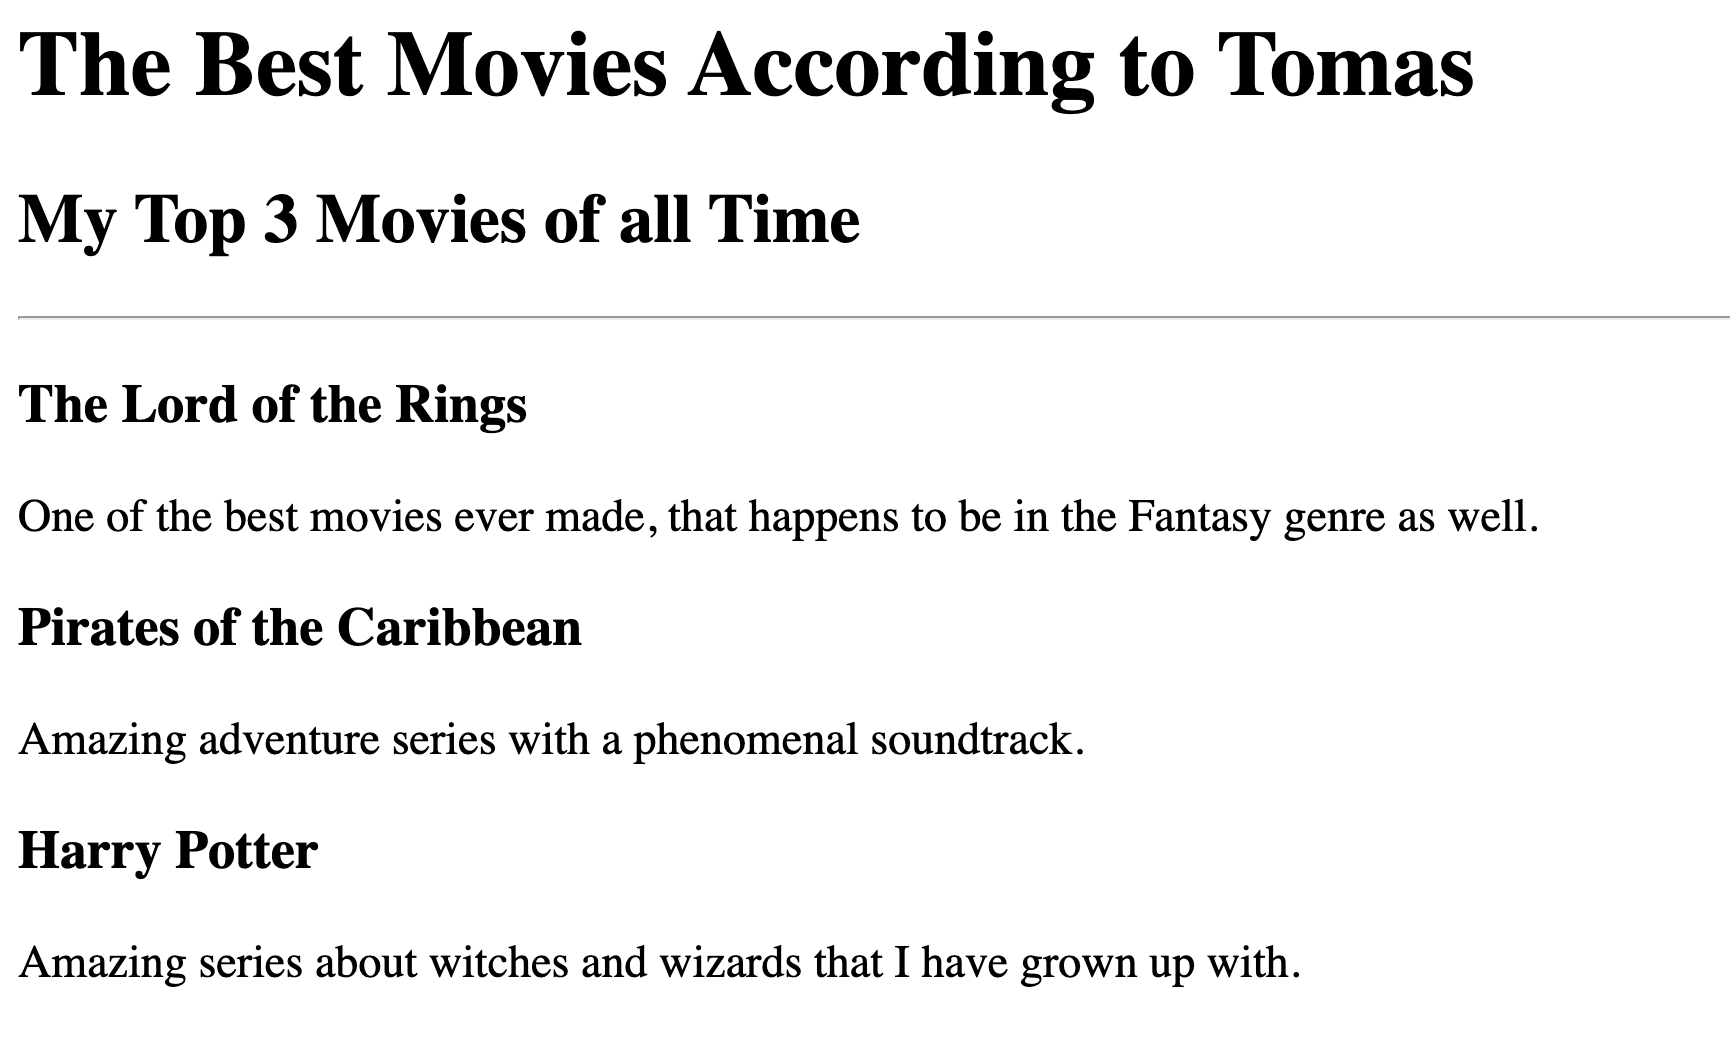 The Best Movies According to Tomas
My Top 3 Movies of all Time
The Lord of the Rings
One of the best movies ever made, that happens to be in the Fantasy genre as well.
Pirates of the Caribbean
Amazing adventure series with a phenomenal soundtrack.
Harry Potter
Amazing series about witches and wizards that I have grown up with.